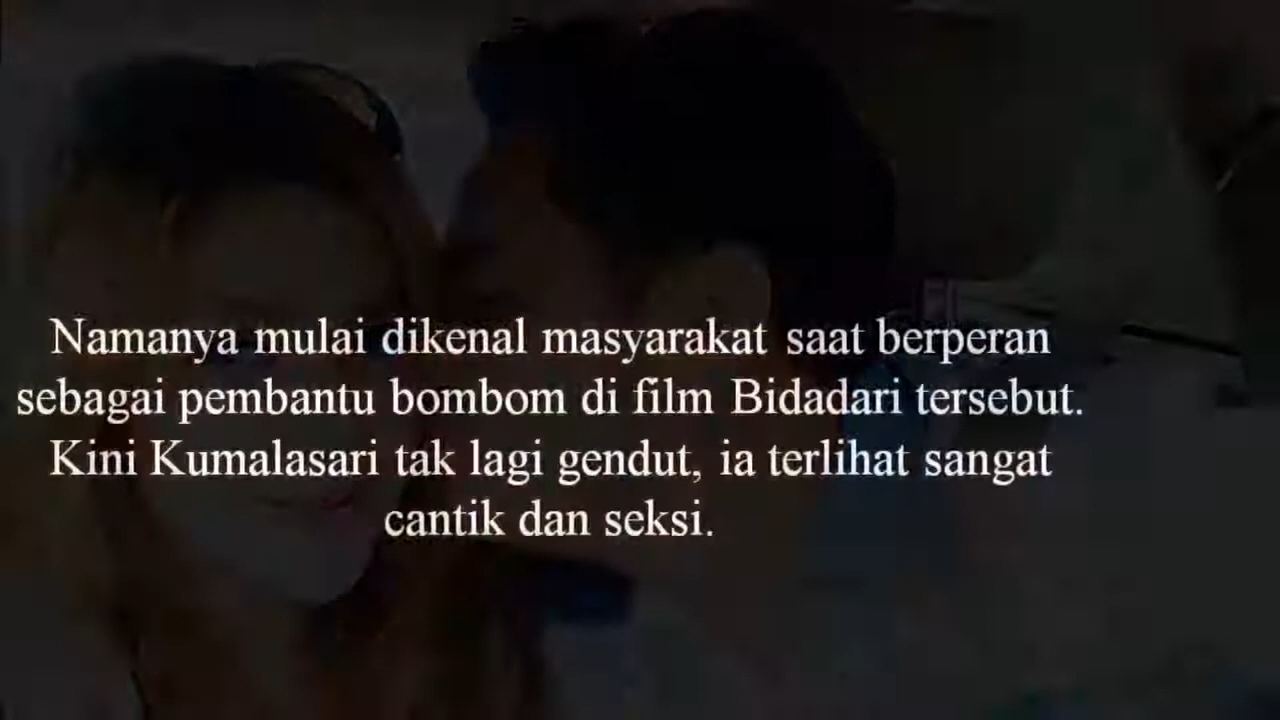 Namanya mulai dikenal masyarakat saat berperan
sebagai pembantu bombom di film Bidadari tersebut.
Kini Kumalasari tak lagi gendut, ia terlihat sangat
cantik dan seksi.